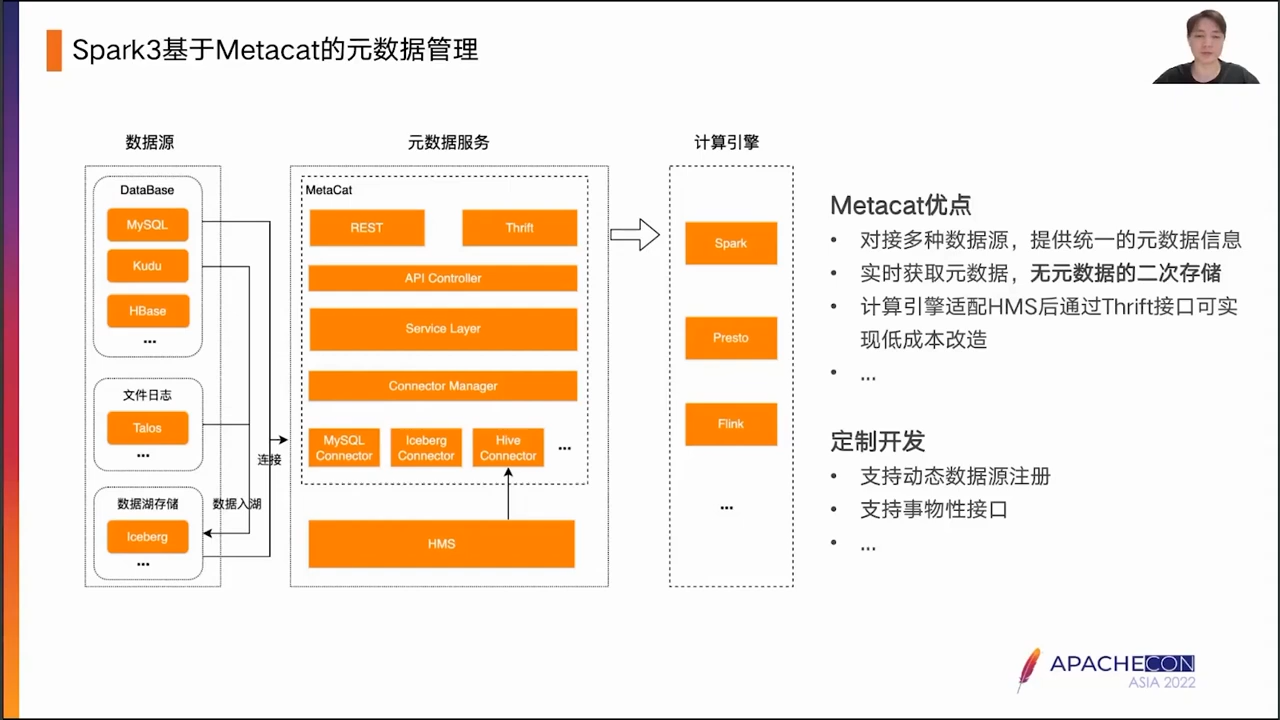 Spark3基于Metacat的元数据管理
数据源
DataBase
MySQL
Kudu
HBase
...
文件日志
Talos
...
数据湖存储
Iceberg
...
连接
数据入湖
元数据服务
MetaCat
REST
Thrift
API Controller
Service Layer
Connector Manager
MySQL
Connector
Iceberg
Connector
Hive
Connector
...
HMS
计算引擎
Spark
Presto
Flink
...
Metacat优点
• 对接多种数据源，提供统一的元数据信息
• 实时获取元数据，无元数据的二次存储
• 计算引擎适配HMS后通过Thrift接口可实
现低成本改造
• ...
定制开发
• 支持动态数据源注册
• 支持事物性接口
• ...
APACHECON
ASIA 2022